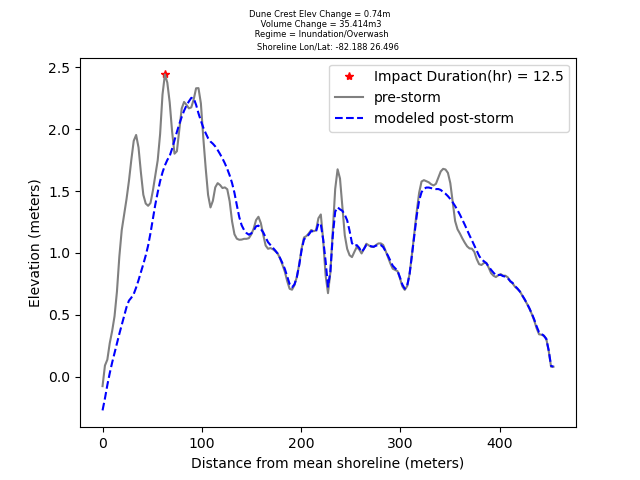 Dune Crest Elev Change = 0.74m
Volume Change = 35.414m3
Regime = Inundation/Overwash
Shoreline Lon/Lat: -82.188 26.496
Impact Duration(hr) = 12.5
pre-storm
modeled post-storm
2.5
2.0
1.5
1.0
0.5
0.0
Elevation (meters)
0 100 200 300 400
Distance from mean shoreline (meters)